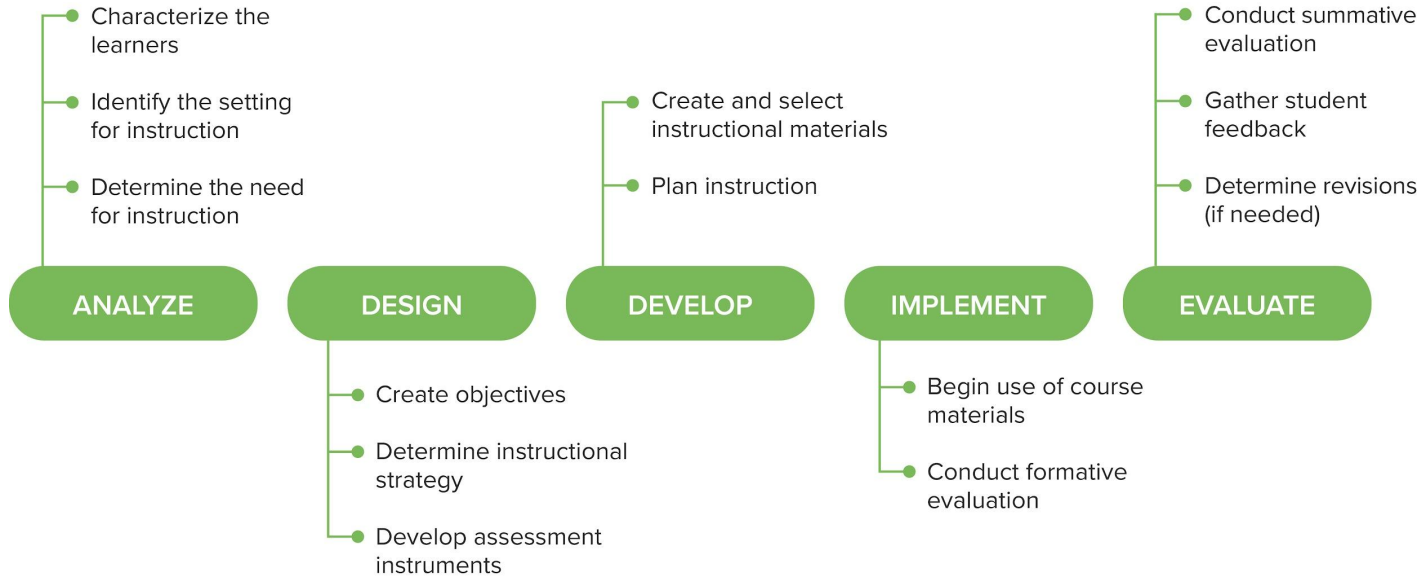 Characterize the
learners
Identify the setting
for instruction
Determine the need
for instruction
ANALYZE
DESIGN
Create objectives
Determine instructional
strategy
Develop assessment
instruments
Create and select
instructional materials
Plan instruction
DEVELOP
IMPLEMENT
Begin use of course
materials
Conduct formative
evaluation
Conduct summative
evaluation
Gather student
feedback
Determine revisions
(if needed)
EVALUATE